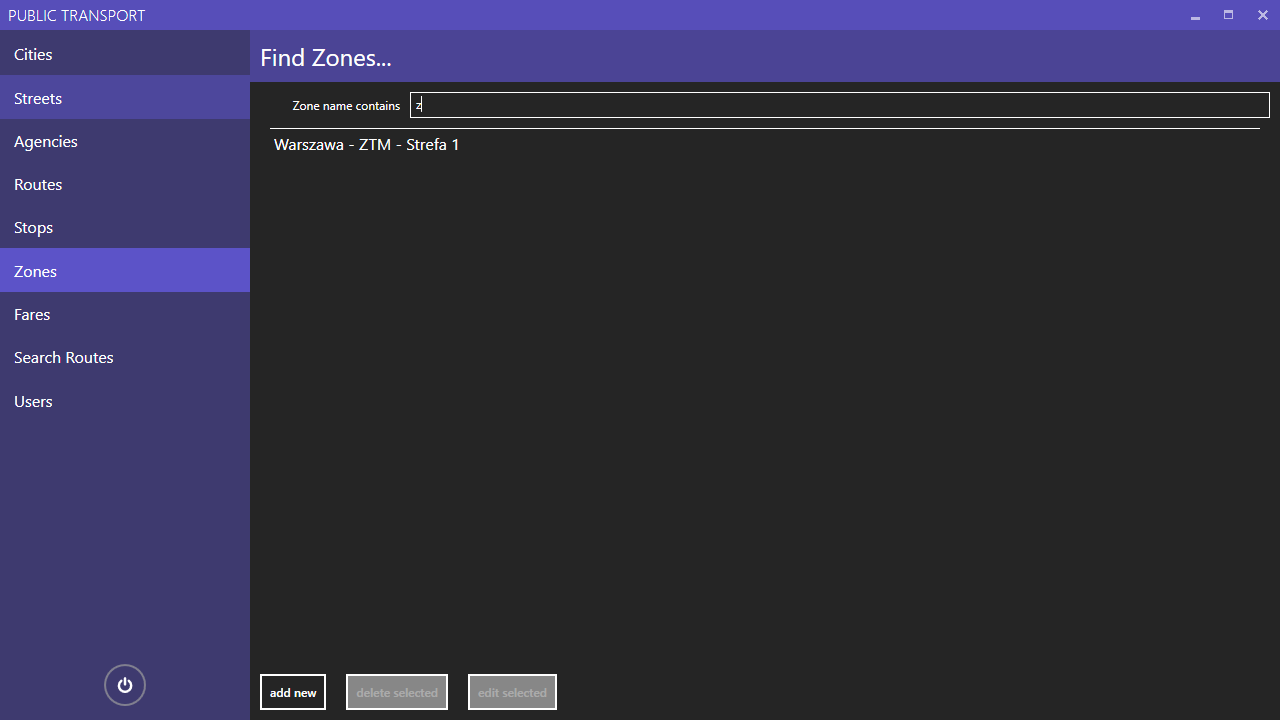 PUBLIC TRANSPORT
Cities
Streets
Agencies
Routes
Stops
Zones
Fares
Search Routes
Users
Find Zones...
Zone name contains z
Warszawa - ZTM - Strefa 1
add new
delete selected
edit selected